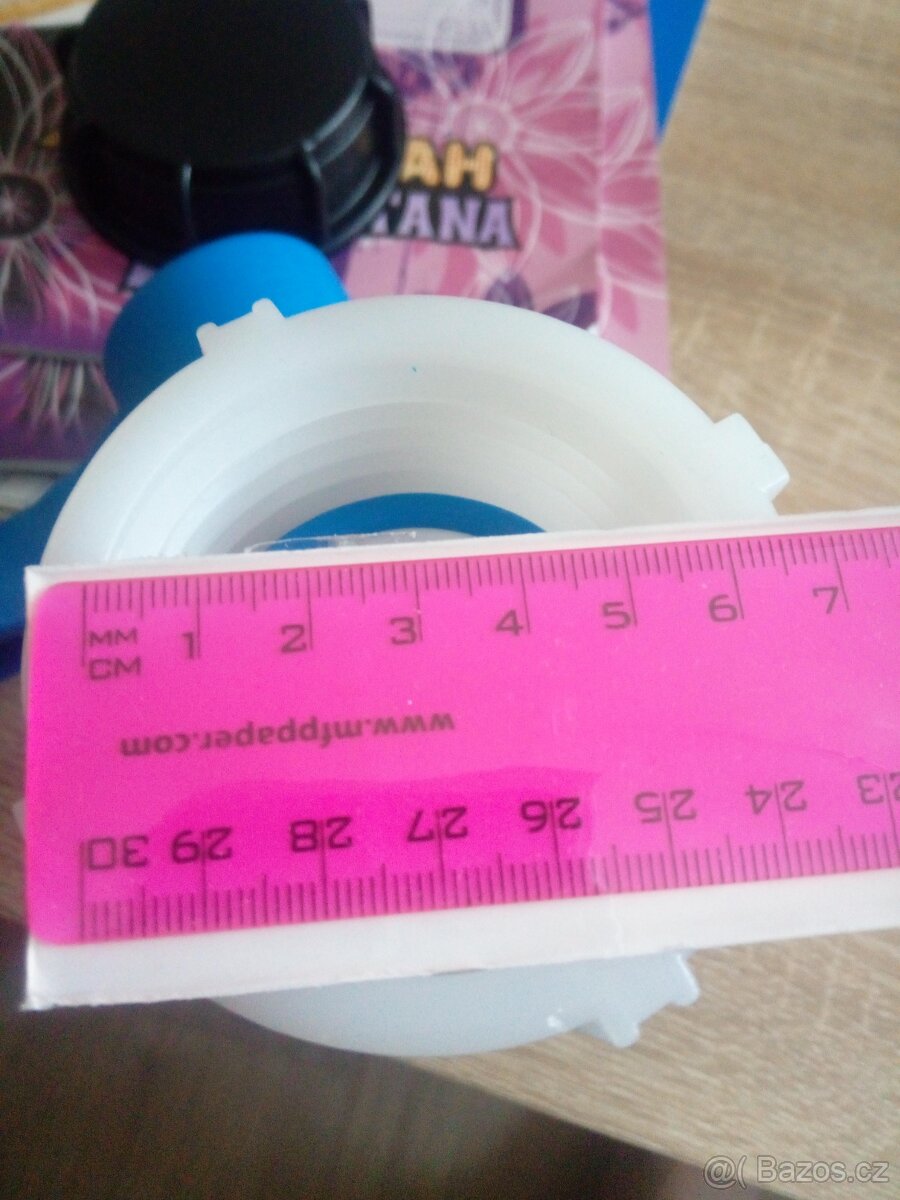 AH
TANA
1 2 3 4 5 6 7
MM
CM
www.mfppaper.com
30 29 28 27 26 25 24 23
@( Bazos.cz